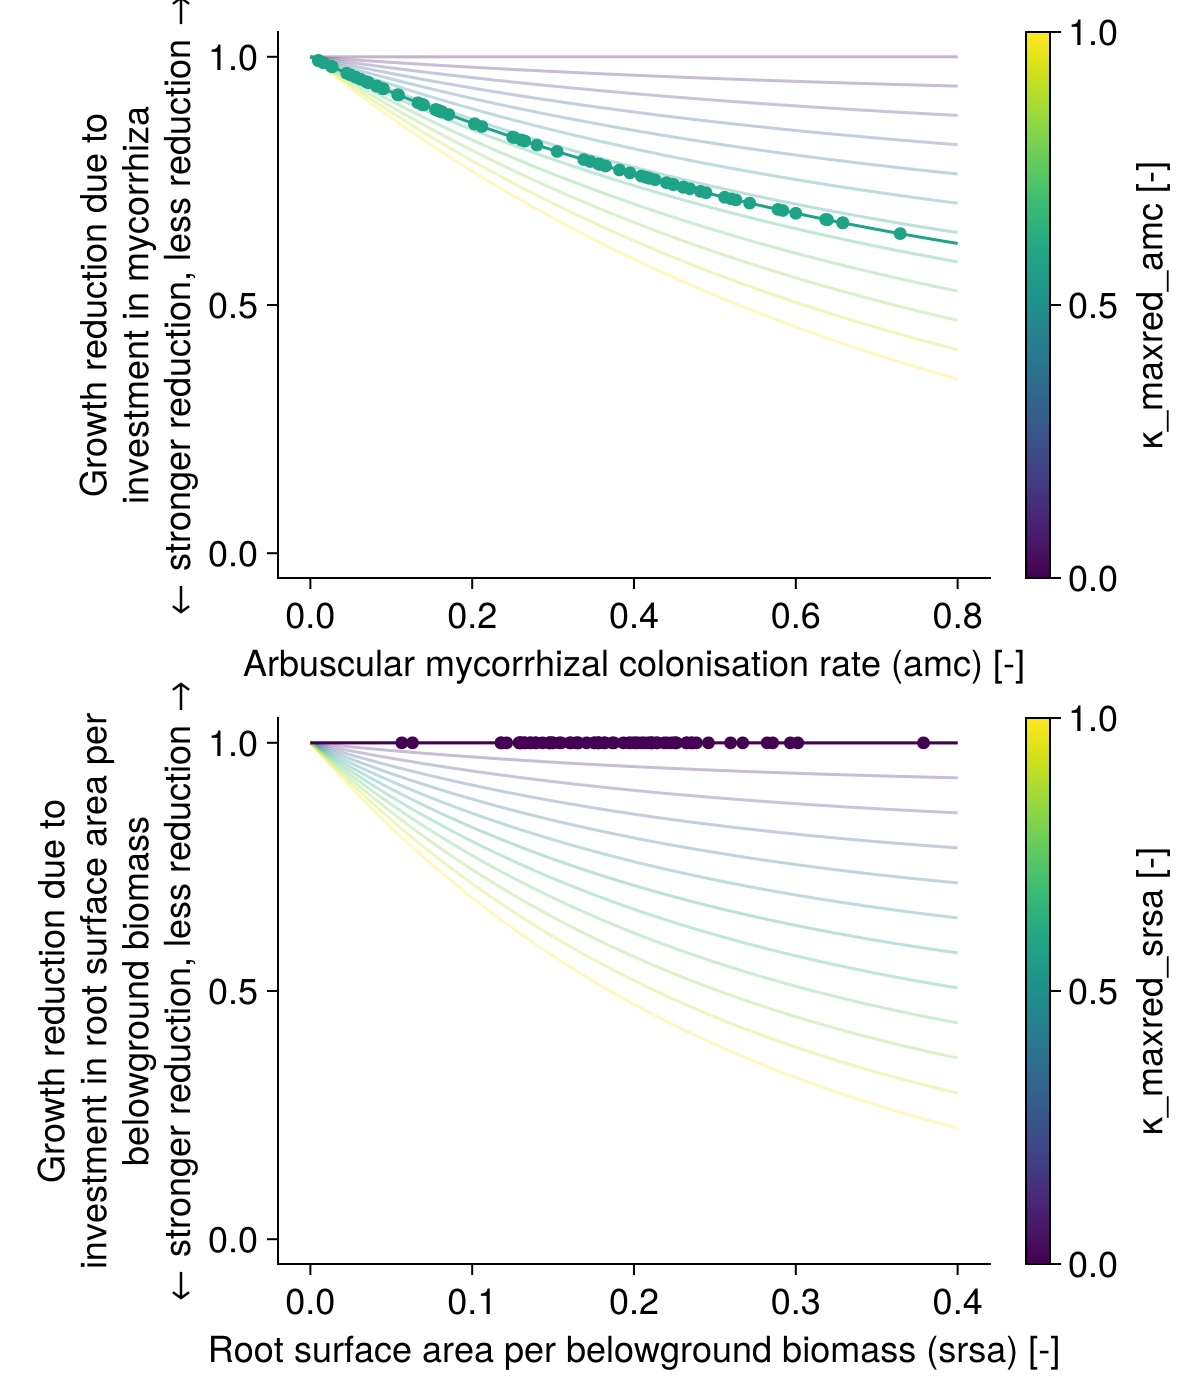 Growth reduction due to
investment in mycorrhiza
← stronger reduction, less reduction →
1.0
0.5
0.0
0.0 0.2 0.4 0.6 0.8
Arbuscular mycorrhizal colonisation rate (amc) [-]
1.0
0.5
0.0
κ_maxred_amc [-]
Growth reduction due to
investment in root surface area per
belowground biomass
← stronger reduction, less reduction →
1.0
0.5
0.0
0.0 0.1 0.2 0.3 0.4
Root surface area per belowground biomass (srsa) [-]
1.0
0.5
0.0
κ_maxred_srsa [-]